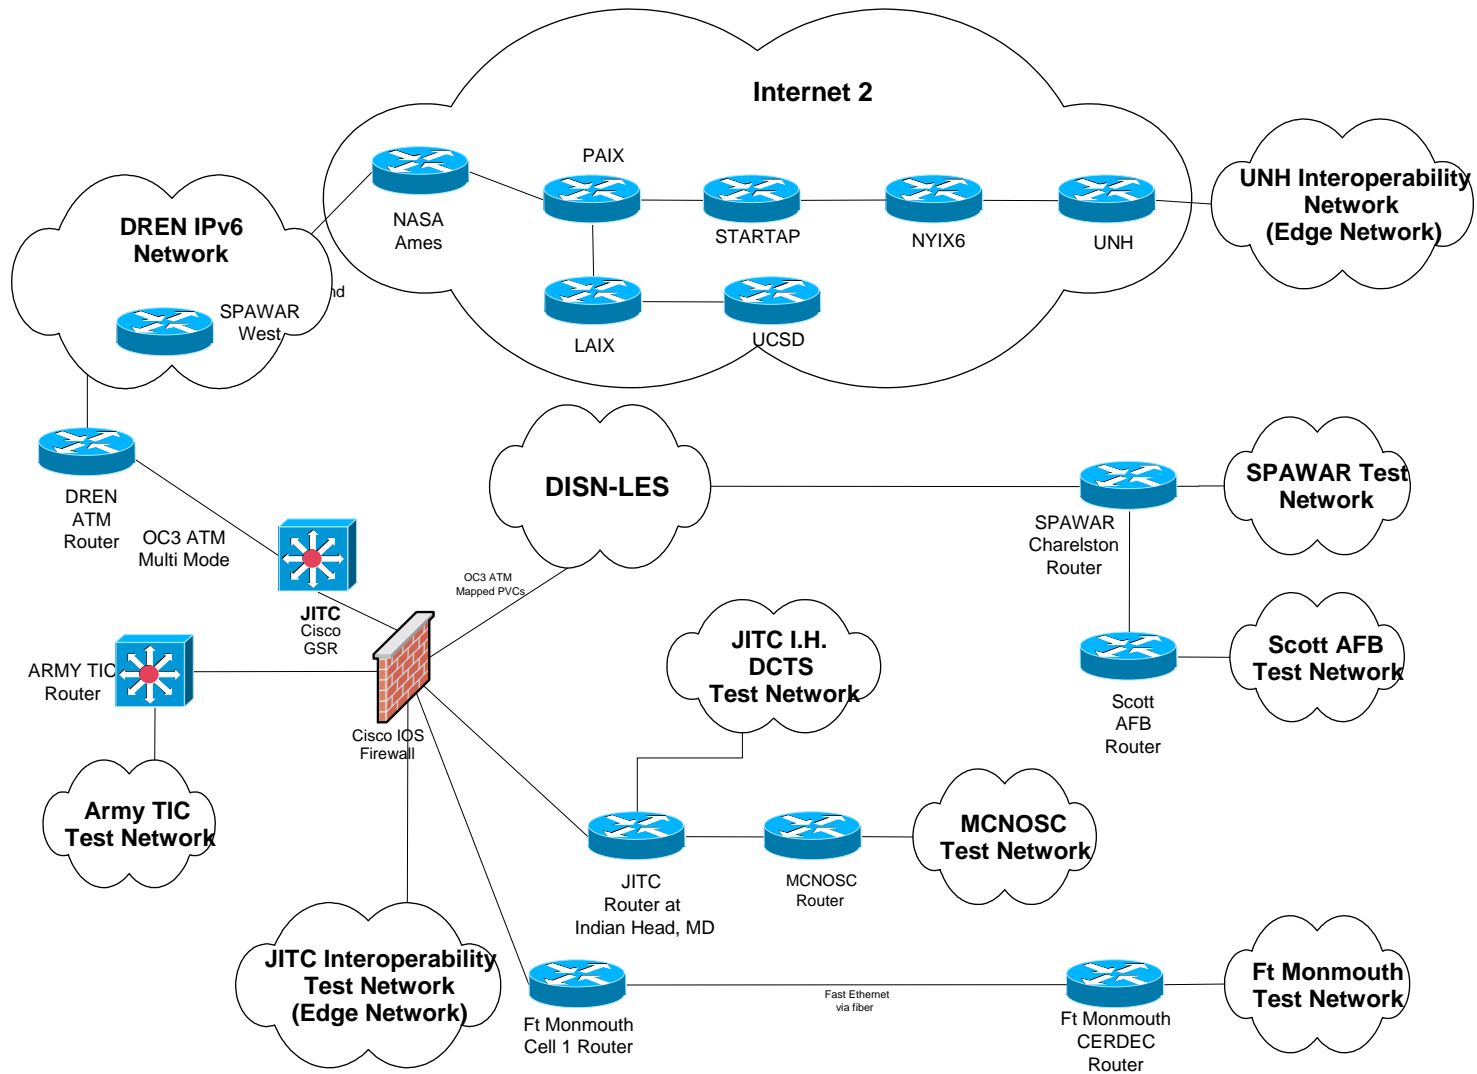 Internet 2
PAIX
NASA
Ames
STARTAP
NYIX6
UNH
LAIX
UCSD
UNH Interoperability
Network
(Edge Network)
DREN IPv6
Network
nd
SPAWAR
West
DREN
ATM
Router
OC3 ATM
Multi Mode
JITC
Cisco
GSR
DISN-LES
OC3 ATM
Mapped PVCs
SPAWAR
Charelston
Router
SPAWAR Test
Network
Scott
AFB
Router
Scott AFB
Test Network
ARMY TIC
Router
Cisco IOS
Firewall
JITC I.H.
DCTS
Test Network
Army TIC
Test Network
JITC
Router at
Indian Head, MD
MCNOSC
Router
MCNOSC
Test Network
JITC Interoperability
Test Network
(Edge Network)
Ft Monmouth
Cell 1 Router
Fast Ethernet
via fiber
Ft Monmouth
CERDEC
Router
Ft Monmouth
Test Network